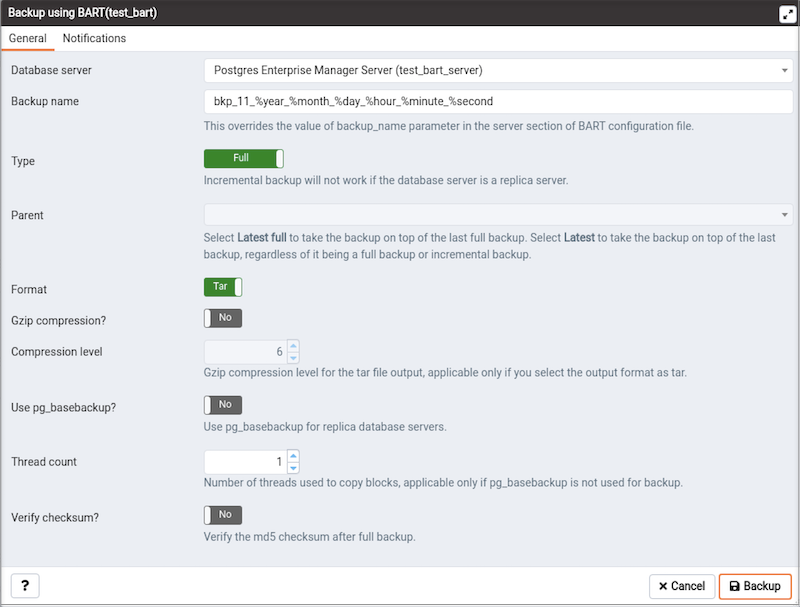 Backup using BART(test_bart)
General Notifications
Database server Postgres Enterprise Manager Server (test_bart_server)
Backup name bkp_11_%year_%month_%day_%hour_%minute_%second
This overrides the value of backup_name parameter in the server section of BART configuration file.
Type Full
Incremental backup will not work if the database server is a replica server.
Parent
Select Latest full to take the backup on top of the last full backup. Select Latest to take the backup on top of the last
backup, regardless of it being a full backup or incremental backup.
Format Tar
Gzip compression? No
Compression level 6
Gzip compression level for the tar file output, applicable only if you select the output format as tar.
Use pg_basebackup? No
Use pg_basebackup for replica database servers.
Thread count 1
Number of threads used to copy blocks, applicable only if pg_basebackup is not used for backup.
Verify checksum? No
Verify the md5 checksum after full backup.
? Cancel Backup